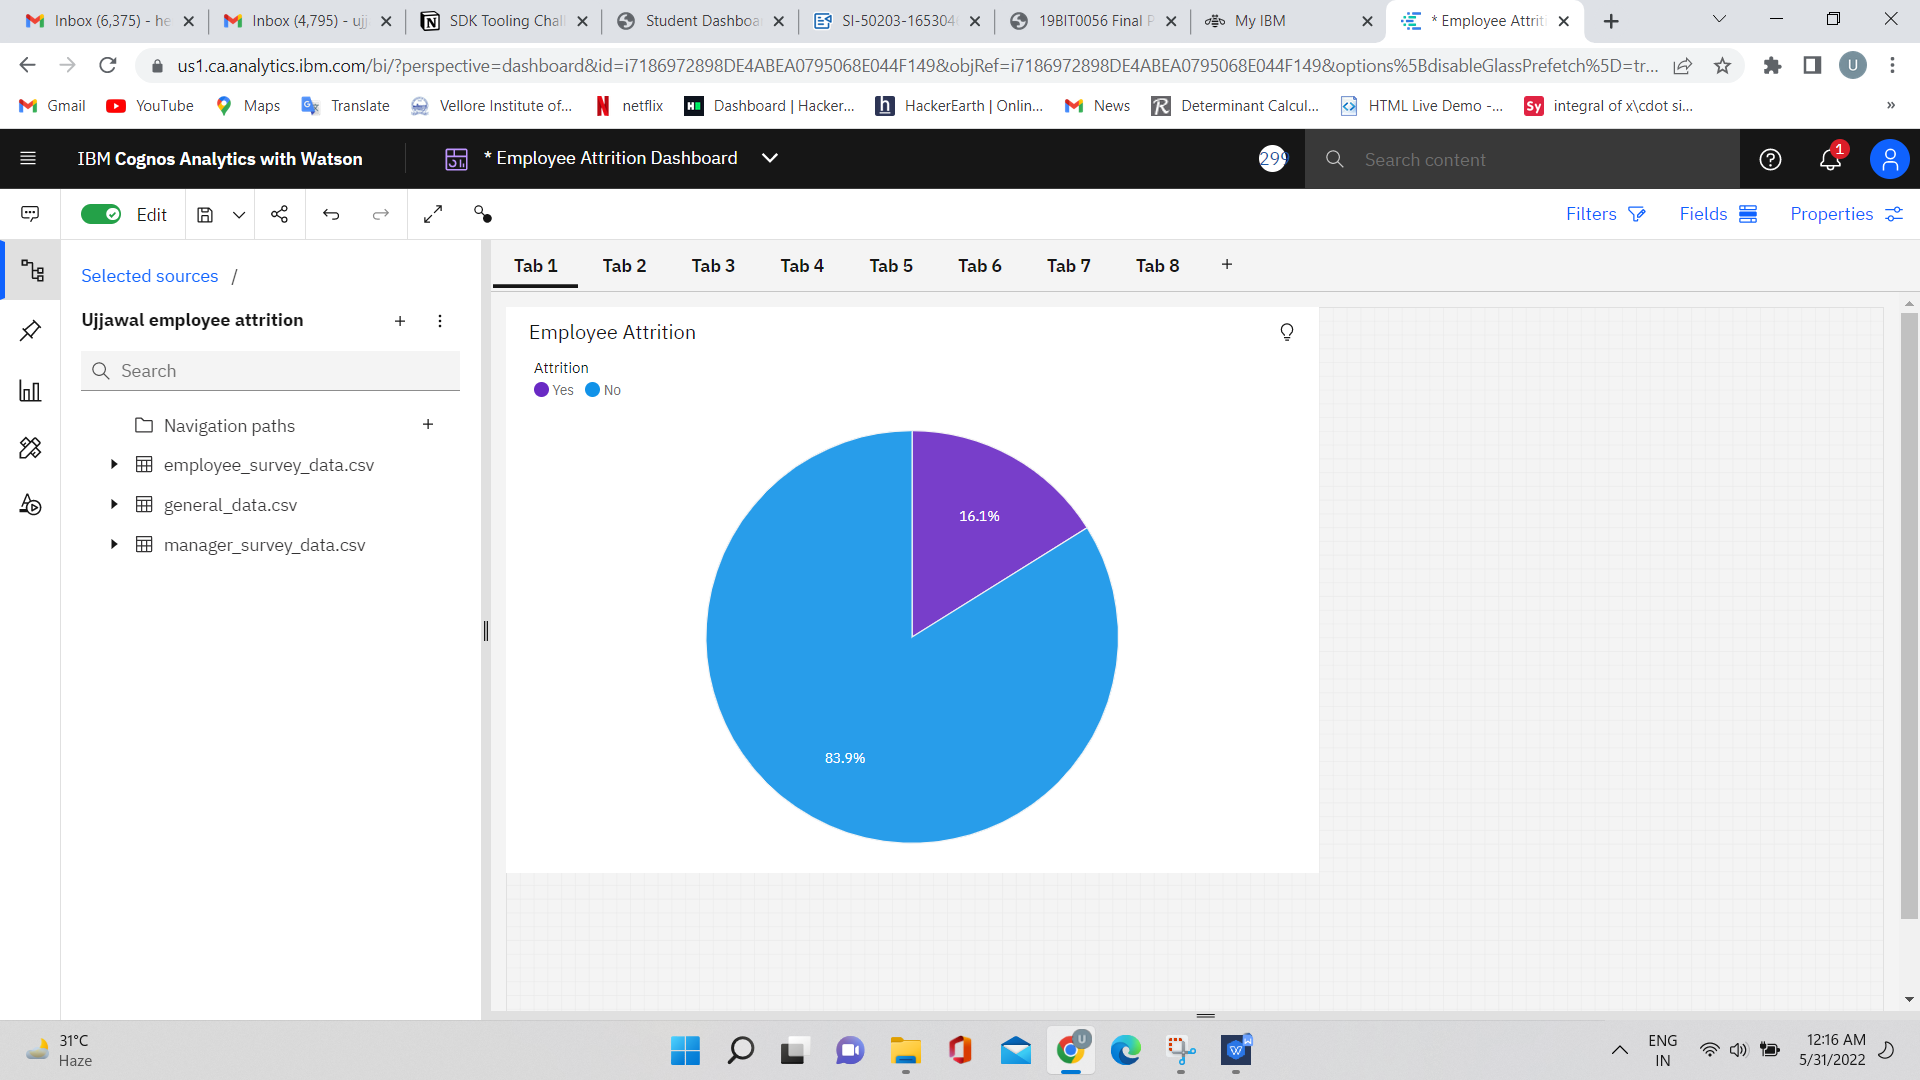 Inbox (6,375) - he
Inbox (4,795) - ujj
SDK Tooling Chall
Student Dashboa
SI-50203-1653046
19BIT0056 Final P
My IBM
* Employee Attriti
us1.ca.analytics.ibm.com/bi/?perspective=dashboard&id=i7186972898DE4ABEA0795068E044F149&objRef=i7186972898DE4ABEA0795068E044F149&options%5BdisableGlassPrefetch%5D=tr...
U
Gmail
YouTube
Maps
Translate
Vellore Institute of...
netflix
Dashboard | Hacker...
HackerEarth | Onlin...
News
Determinant Calcul...
HTML Live Demo -...
Sy
integral of x\cdot si...
»
IBM Cognos Analytics with Watson
* Employee Attrition Dashboard
299
Search content
1
Edit
Filters
Fields
Properties
Selected sources /
Tab 1
Tab 2
Tab 3
Tab 4
Tab 5
Tab 6
Tab 7
Tab 8
+
Ujjawal employee attrition
Search
Navigation paths
employee_survey_data.csv
general_data.csv
manager_survey_data.csv
Employee Attrition
Attrition
Yes No
16.1%
83.9%
31°C
Haze
U
ENG
IN
12:16 AM
5/31/2022